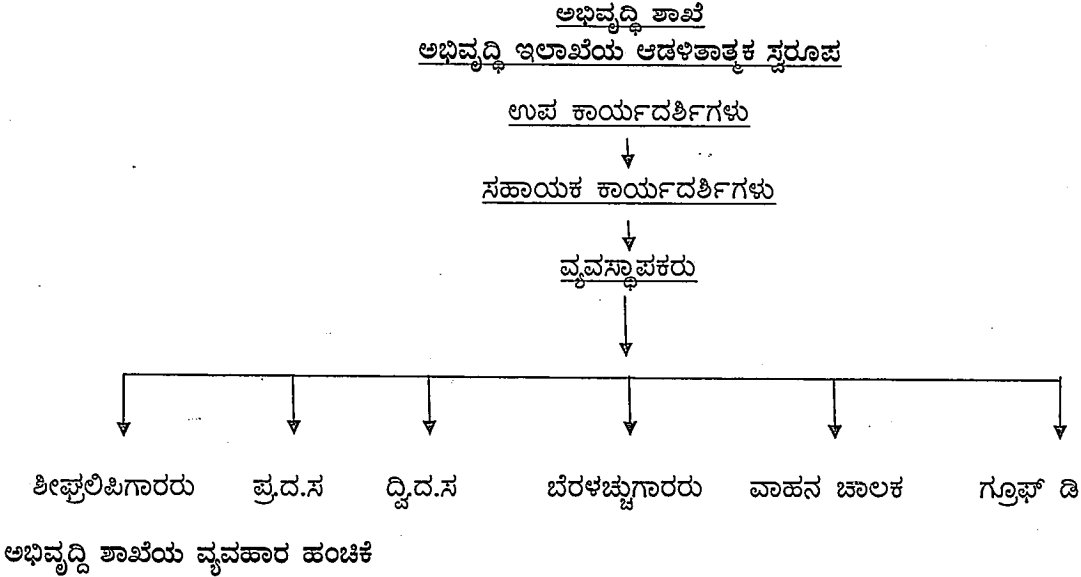 ಅಭಿವೃದ್ಧಿ ಶಾಖೆ
ಅಭಿವೃದ್ಧಿ ಇಲಾಖೆಯ ಆಡಳಿತಾತ್ಮಕ ಸ್ವರೂಪ
ಉಪ ಕಾರ್ಯದರ್ಶಿಗಳು
ಸಹಾಯಕ ಕಾರ್ಯದರ್ಶಿಗಳು
ವ್ಯವಸ್ಥಾಪಕರು
ಶೀಘ್ರಲಿಪಿಗಾರರು ಪ್ರ.ದ.ಸ ದ್ವಿ.ದ.ಸ ಬೆರಳಚ್ಚುಗಾರರು ವಾಹನ ಚಾಲಕ ಗ್ರೂಫ್ ಡಿ
ಅಭಿವೃದ್ದಿ ಶಾಖೆಯ ವ್ಯವಹಾರ ಹಂಚಿಕೆ